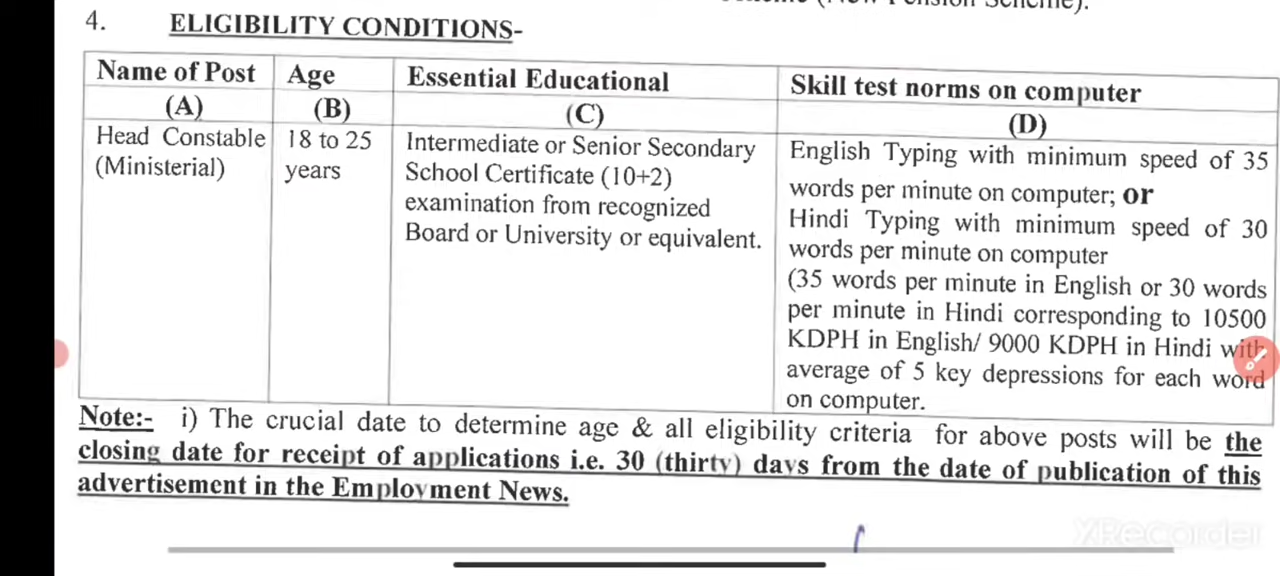 Scheme (New Pension Scheme).
4. ELIGIBILITY CONDITIONS-
Name of Post Age Essential Educational Skill test norms on computer
(A) (B) (C) (D)
Head Constable
(Ministerial)
18 to 25
years
Intermediate or Senior Secondary
School Certificate (10+2)
examination from recognized
Board or University or equivalent.
English Typing with minimum speed of 35
words per minute on computer; or
Hindi Typing with minimum speed of 30
words per minute on computer
(35 words per minute in English or 30 words
per minute in Hindi corresponding to 10500
KDPH in English/ 9000 KDPH in Hindi with
average of 5 key depressions for each word
on computer.
Note:- i) The crucial date to determine age & all eligibility criteria for above posts will be the
closing date for receipt of applications i.e. 30 (thirty) days from the date of publication of this
advertisement in the Employment News.
XRecorder